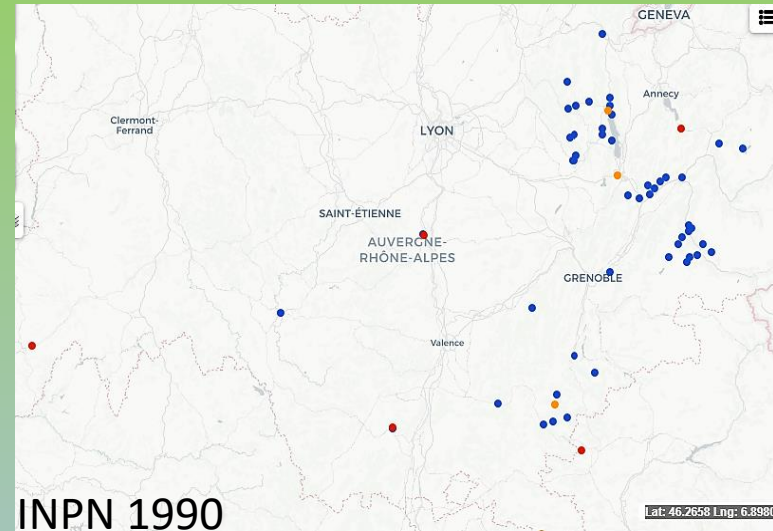 GENEVA
Annecy
Clermont-
Ferrand
LYON
SAINT-ÉTIENNE
AUVERGNE-
RHÔNE-ALPES
GRENOBLE
Valence
INPN 1990
Lat: 46.2658 Lng: 6.8980